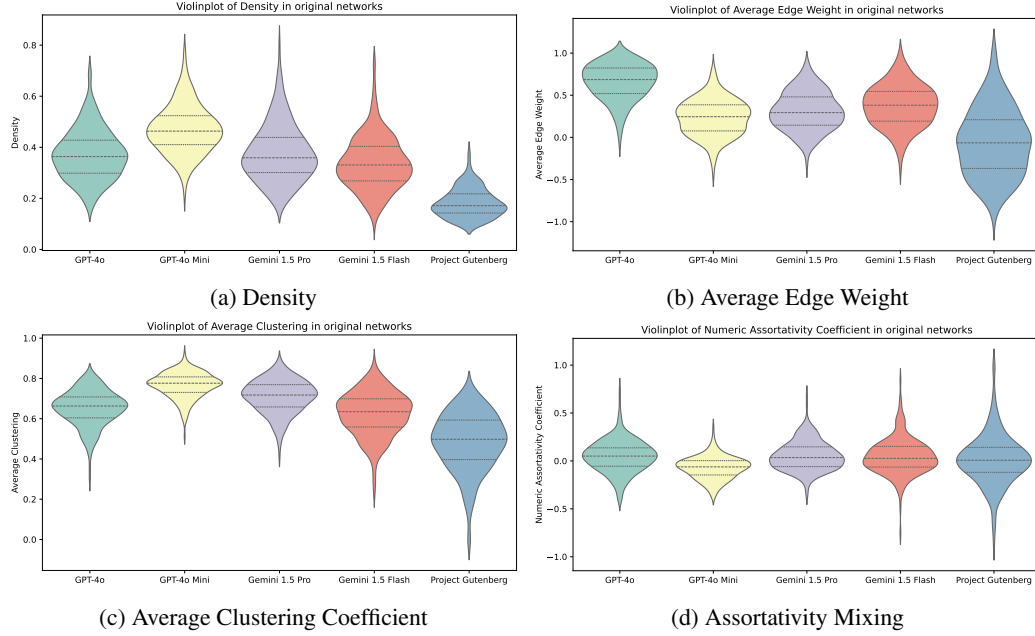 Violinplot of Density in original networks
Density
0.8
0.6
0.4
0.2
0.0
GPT-4o GPT-4o Mini Gemini 1.5 Pro Gemini 1.5 Flash Project Gutenberg
(a) Density
Violinplot of Average Edge Weight in original networks
Average Edge Weight
1.0
0.5
0.0
−0.5
−1.0
GPT-4o GPT-4o Mini Gemini 1.5 Pro Gemini 1.5 Flash Project Gutenberg
(b) Average Edge Weight
Violinplot of Average Clustering in original networks
Average Clustering
1.0
0.8
0.6
0.4
0.2
0.0
GPT-4o GPT-4o Mini Gemini 1.5 Pro Gemini 1.5 Flash Project Gutenberg
(c) Average Clustering Coefficient
Violinplot of Numeric Assortativity Coefficient in original networks
Numeric Assortativity Coefficient
1.0
0.5
0.0
−0.5
−1.0
GPT-4o GPT-4o Mini Gemini 1.5 Pro Gemini 1.5 Flash Project Gutenberg
(d) Assortativity Mixing